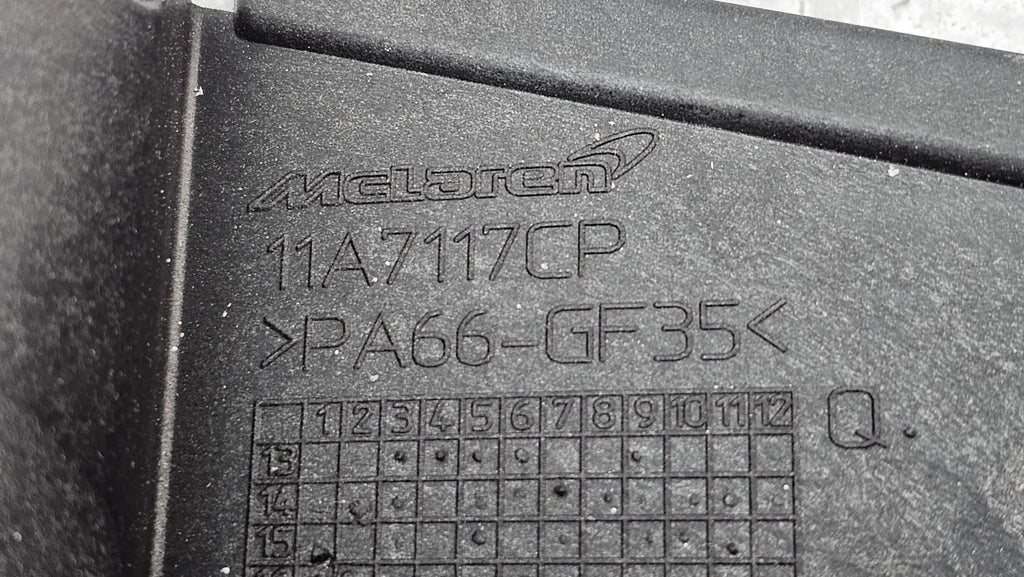 McLaren
11A7117CP
>PA66-GF35<
1 2 3 4 5 6 7 8 9 10 11 12
Q.
13
14
15